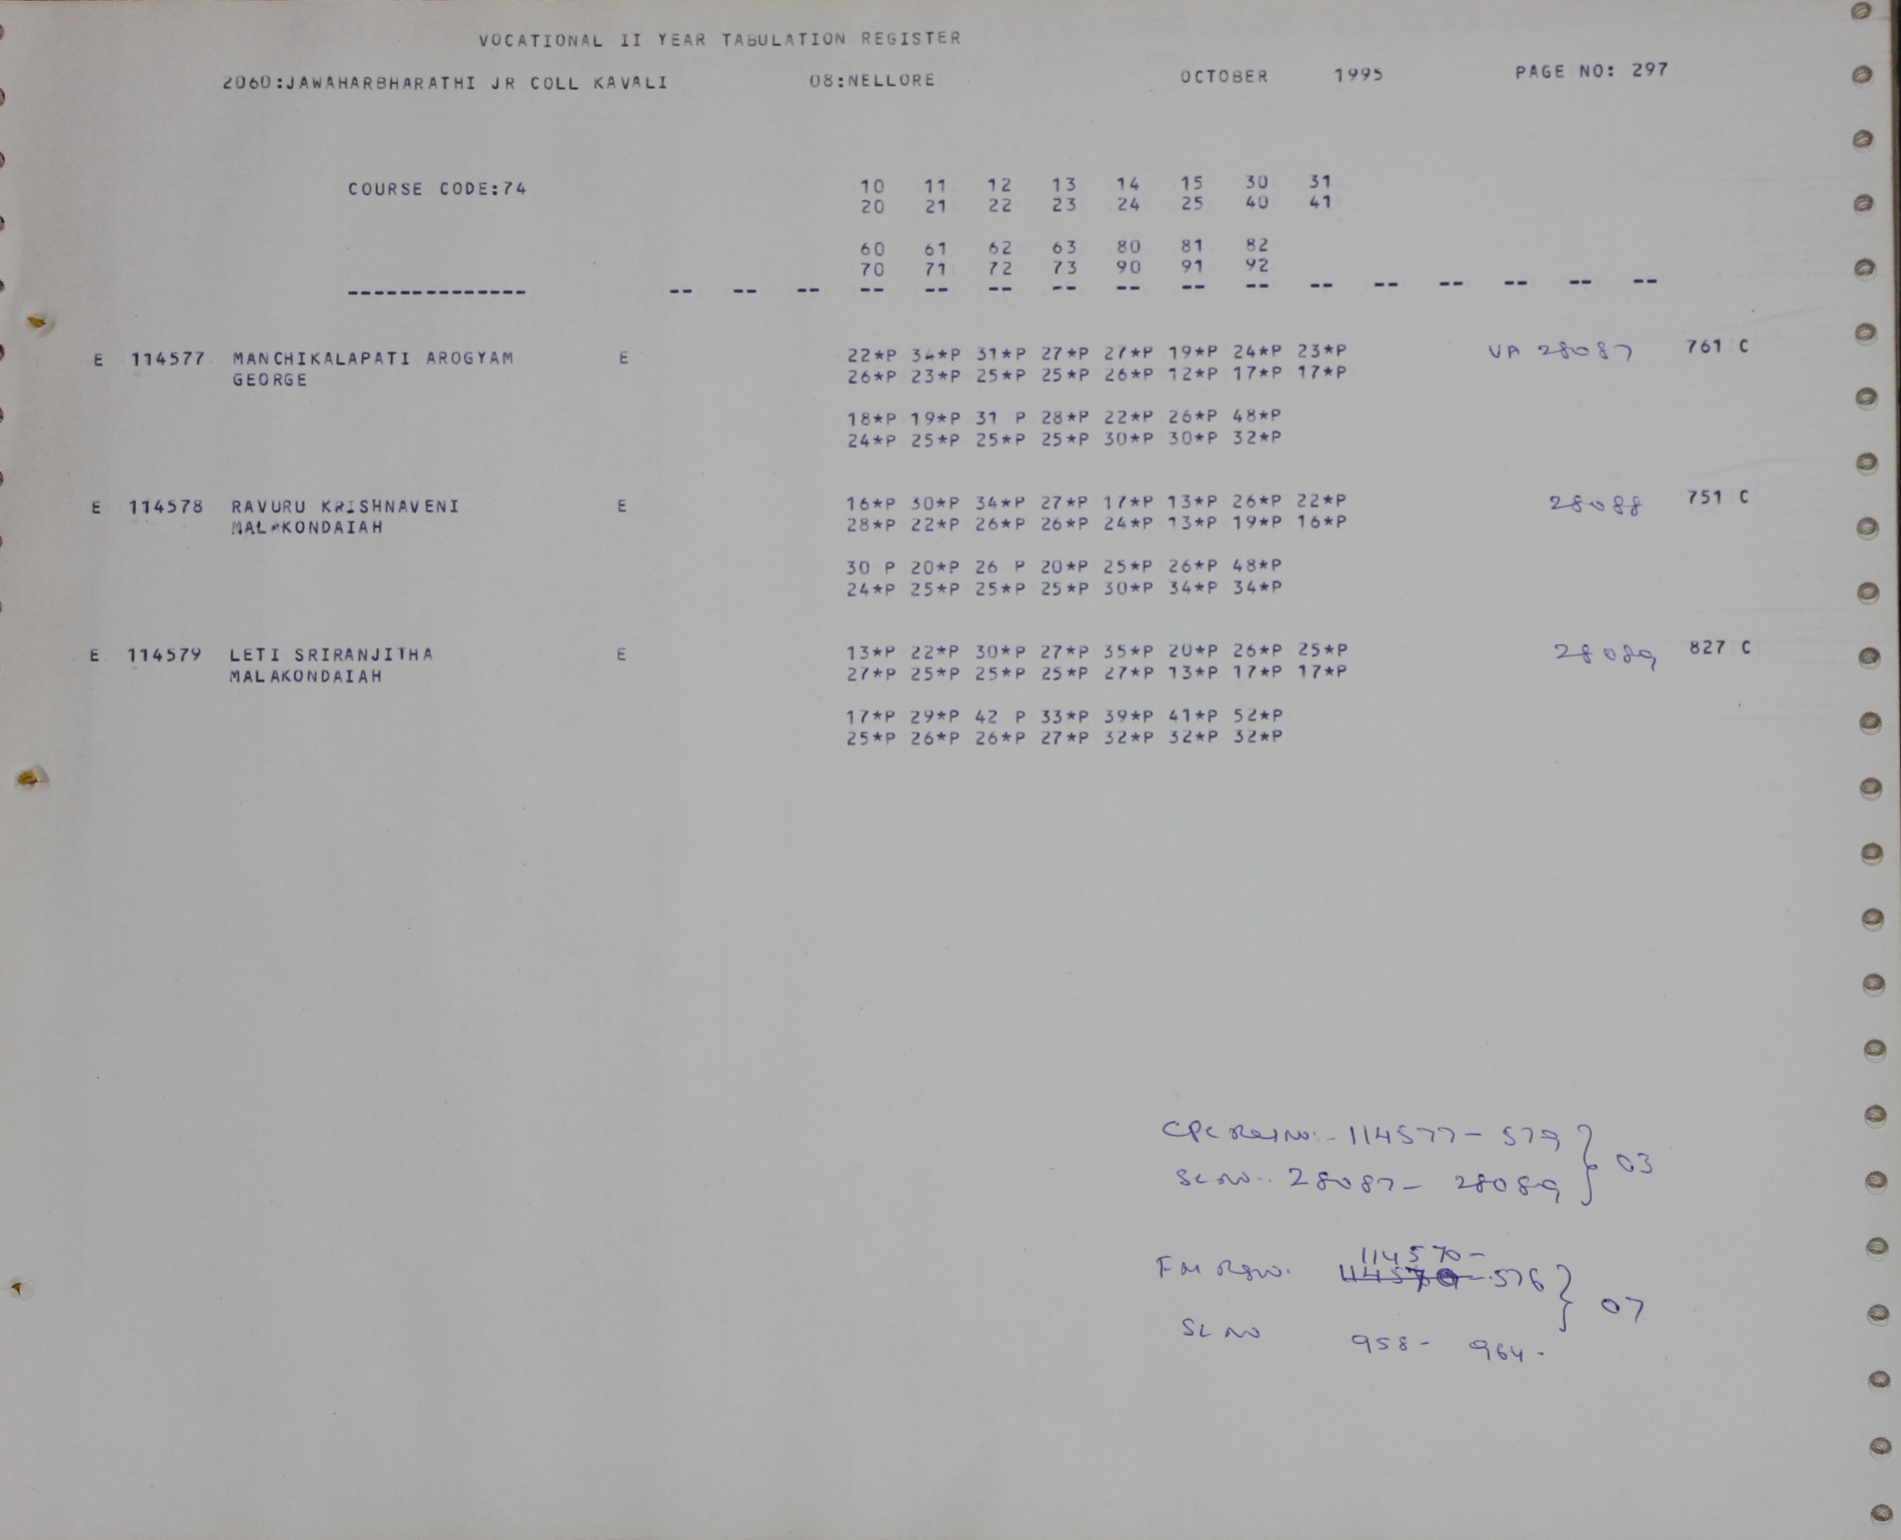 VOCATIONAL II YEAR TABULATION REGISTER
2060:JAWAHARBHARATHI JR COLL KAVALI 08:NELLORE OCTOBER 1995 PAGE NO: 297
COURSE CODE:74 10 11 12 13 14 15 30 31
20 21 22 23 24 25 40 41
60 61 62 63 80 81 82
70 71 72 73 90 91 92
-------------- -- -- -- -- -- -- -- -- -- -- -- -- -- -- -- --
E 114577 MANCHIKALAPATI AROGYAM E 22*P 34*P 31*P 27*P 27*P 19*P 24*P 23*P VA 28087 761 C
GEORGE 26*P 23*P 25*P 25*P 26*P 12*P 17*P 17*P
18*P 19*P 31 P 28*P 22*P 26*P 48*P
24*P 25*P 25*P 25*P 30*P 30*P 32*P
E 114578 RAVURU KRISHNAVENI E 16*P 30*P 34*P 27*P 17*P 13*P 26*P 22*P 28088 751 C
MALAKONDAIAH 28*P 22*P 26*P 26*P 24*P 13*P 19*P 16*P
30 P 20*P 26 P 20*P 25*P 26*P 48*P
24*P 25*P 25*P 25*P 30*P 34*P 34*P
E 114579 LETI SRIRANJITHA E 13*P 22*P 30*P 27*P 35*P 20*P 26*P 25*P 28089 827 C
MALAKONDAIAH 27*P 25*P 25*P 25*P 27*P 13*P 17*P 17*P
17*P 29*P 42 P 33*P 39*P 41*P 52*P
25*P 26*P 26*P 27*P 32*P 32*P 32*P
114577- 579 } 03
SL NO.. 28087- 28089
114570-
576 } 07
SL NO 958- 964.